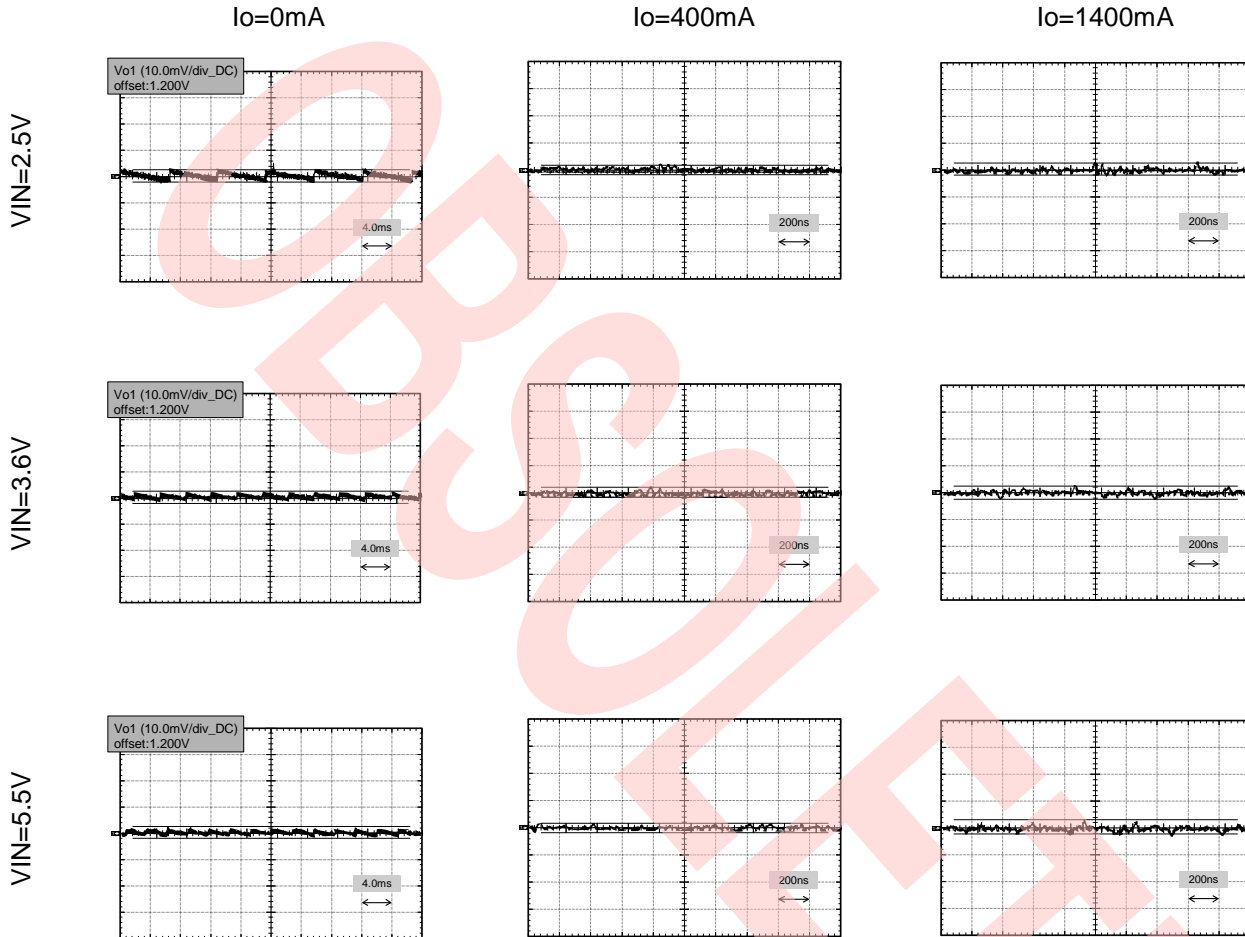 Io=0mA
Io=400mA
Io=1400mA
VIN=2.5V
Vo1 (10.0mV/div_DC)
offset:1.200V
4.0ms
200ns
200ns
VIN=3.6V
Vo1 (10.0mV/div_DC)
offset:1.200V
4.0ms
200ns
200ns
VIN=5.5V
Vo1 (10.0mV/div_DC)
offset:1.200V
4.0ms
200ns
200ns
OBSOLET